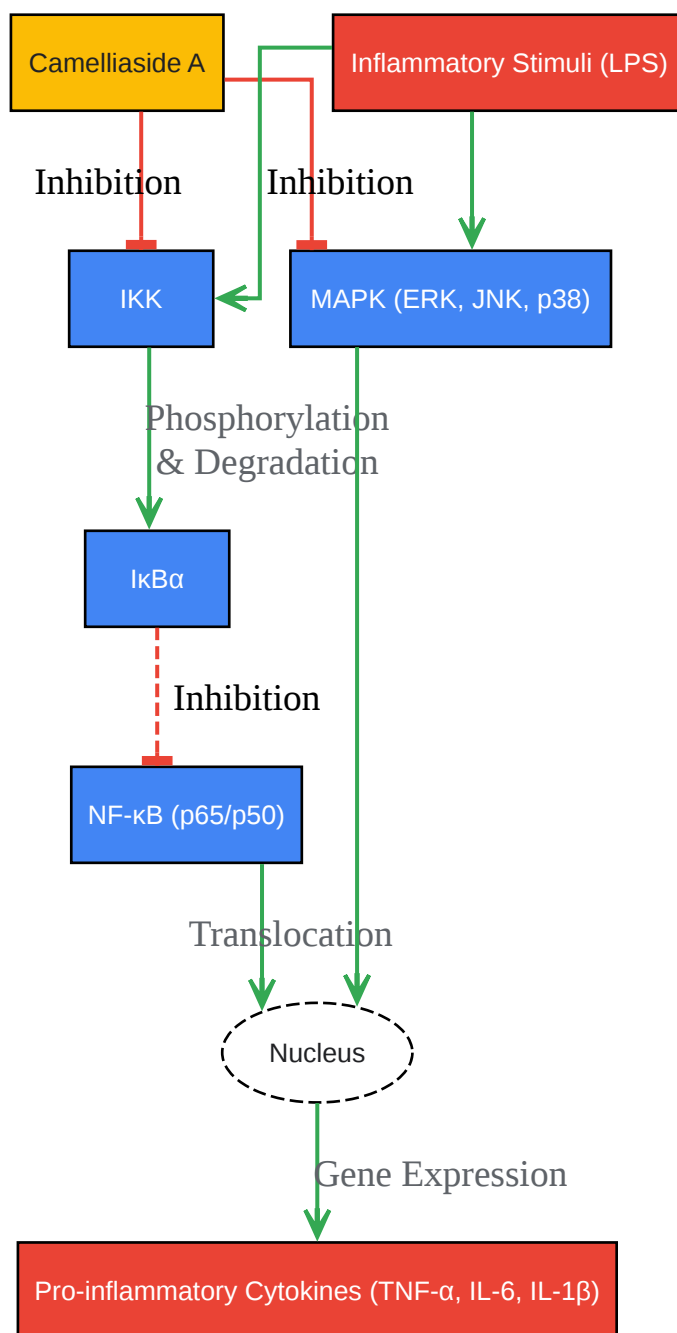 Camelliaside A
Inflammatory Stimuli (LPS)
Inhibition
Inhibition
IKK
MAPK (ERK, JNK, p38)
Phosphorylation
& Degradation
IκBα
Inhibition
NF-κB (p65/p50)
Translocation
Nucleus
Gene Expression
Pro-inflammatory Cytokines (TNF-α, IL-6, IL-1β)